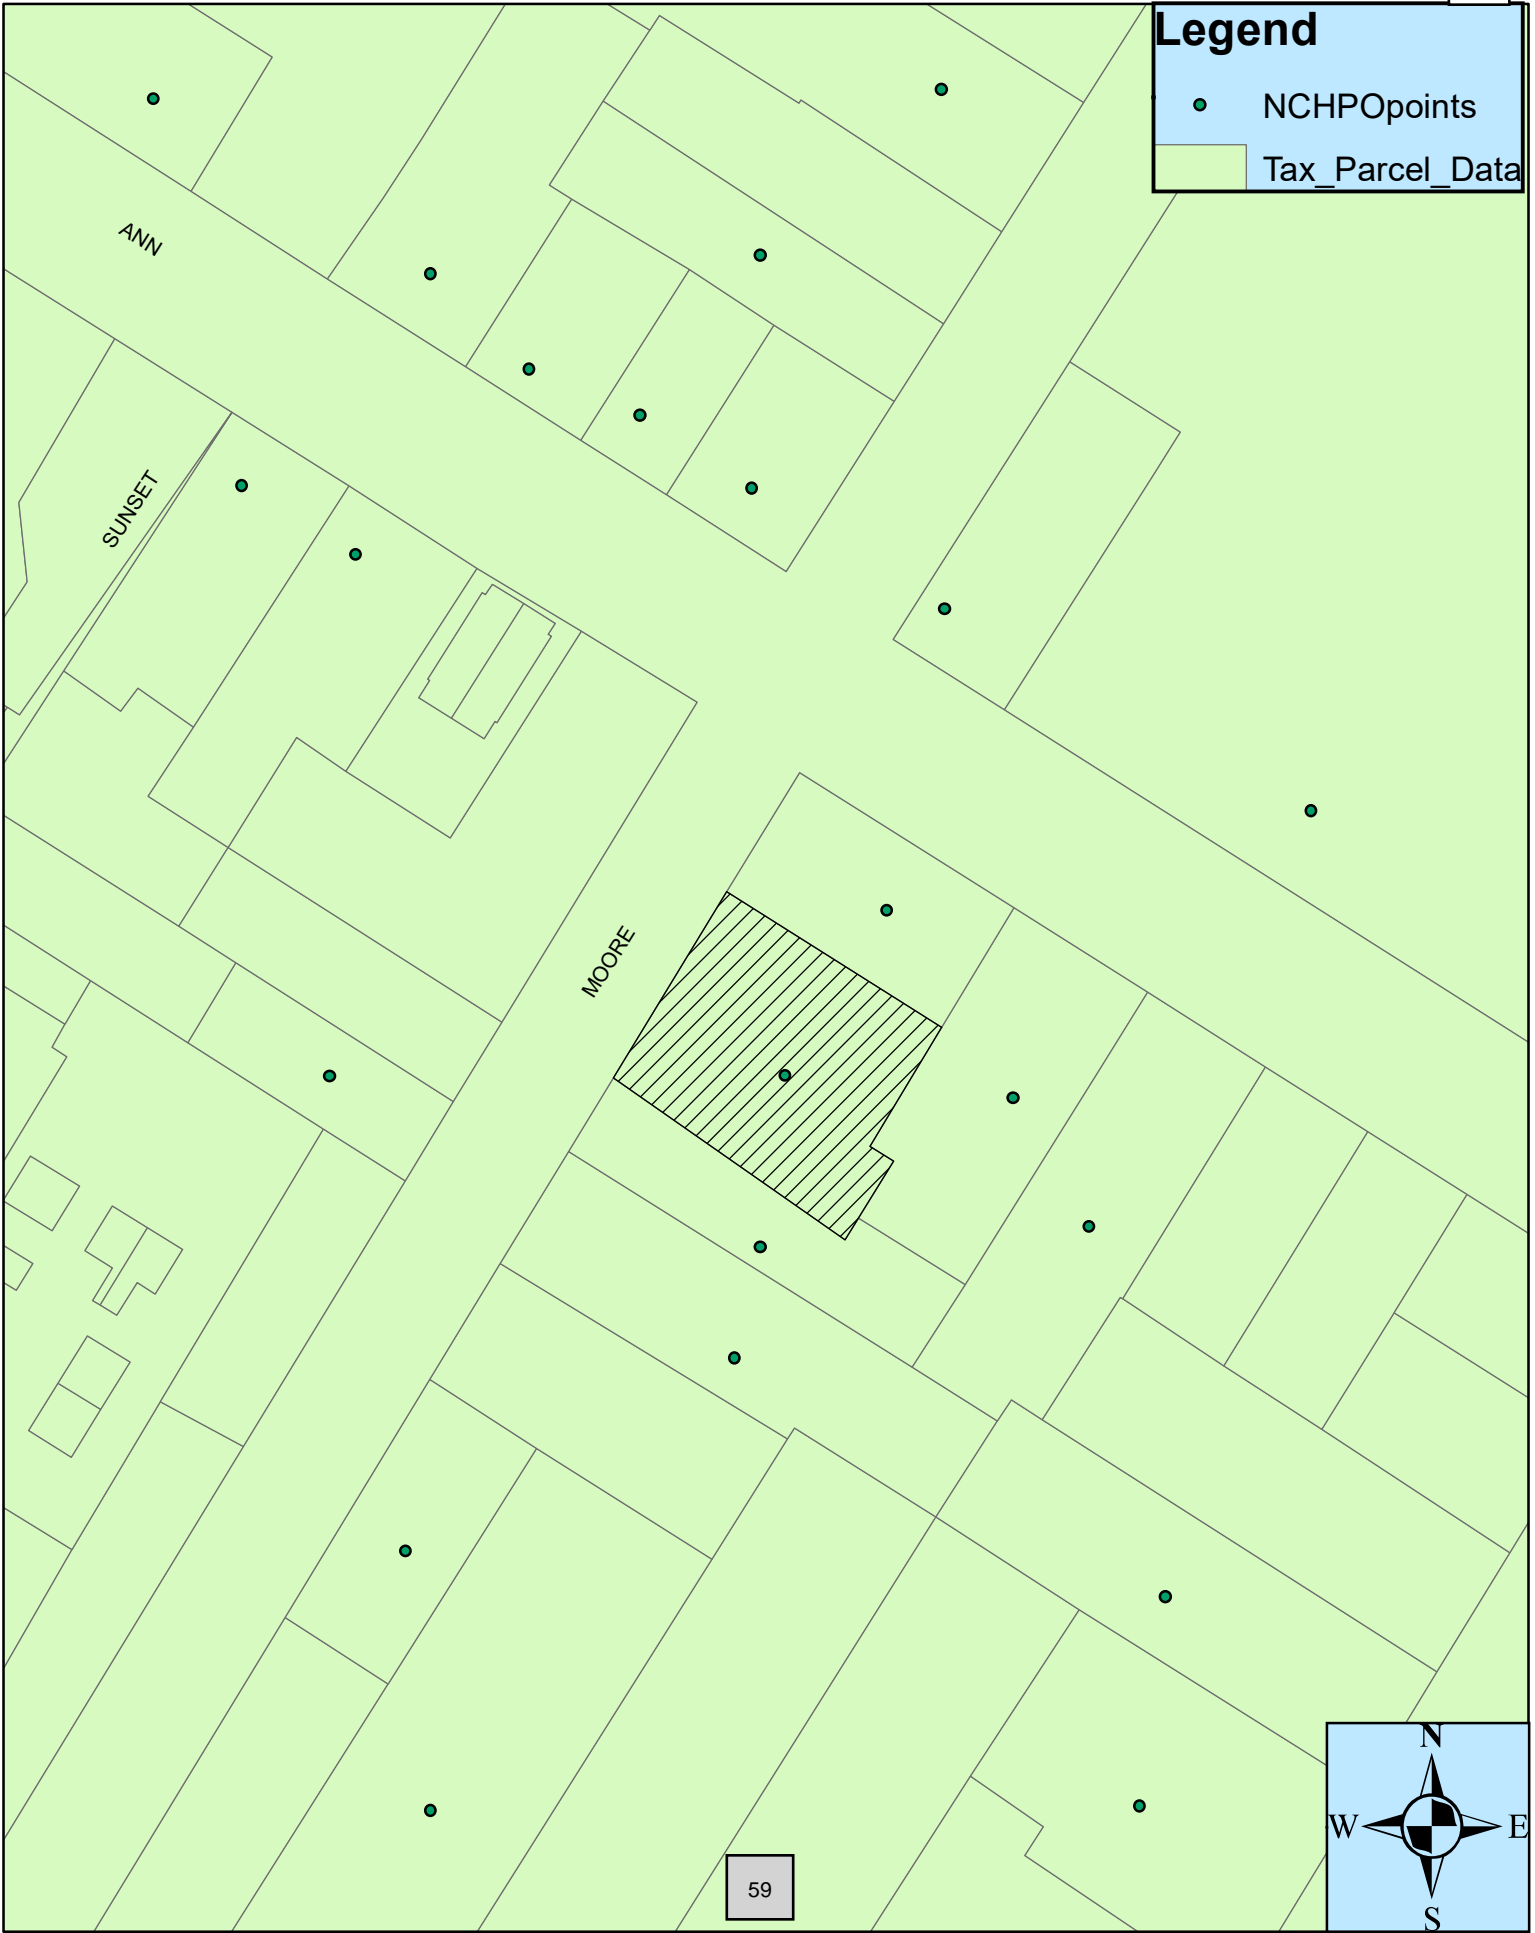 Legend
NCHPOpoints
Tax_Parcel_Data
ANN
SUNSET
MOORE
N
W E
S
59